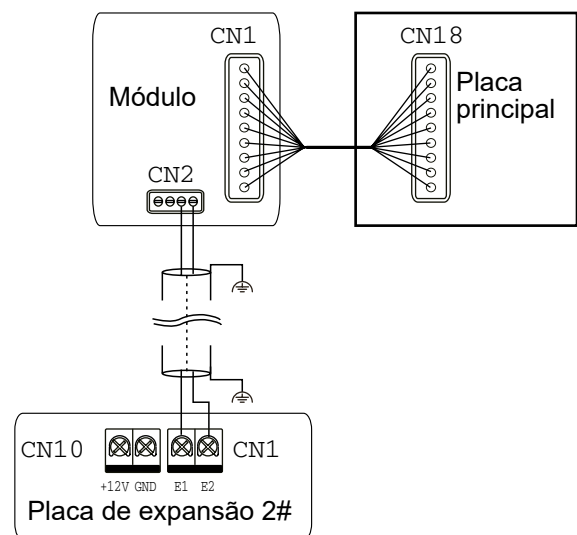 CN1
CN18
Módulo
Placa
principal
CN2
CN10
CN1
+12V GND E1 E2
Placa de expansão 2#